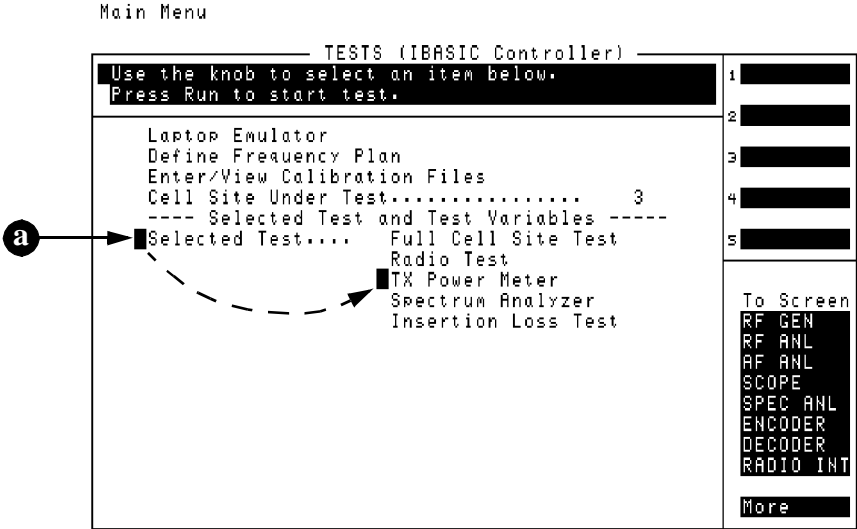 Main Menu
TESTS (IBASIC Controller)
Use the knob to select an item below.
Press Run to start test.
Laptop Emulator
Define Frequency Plan
Enter/View Calibration Files
Cell Site Under Test................. 3
---- Selected Test and Test Variables -----
a
Selected Test.... Full Cell Site Test
Radio Test
TX Power Meter
Spectrum Analyzer
Insertion Loss Test
1
2
3
4
5
To Screen
RF GEN
RF ANL
AF ANL
SCOPE
SPEC ANL
ENCODER
DECODER
RADIO INT
More